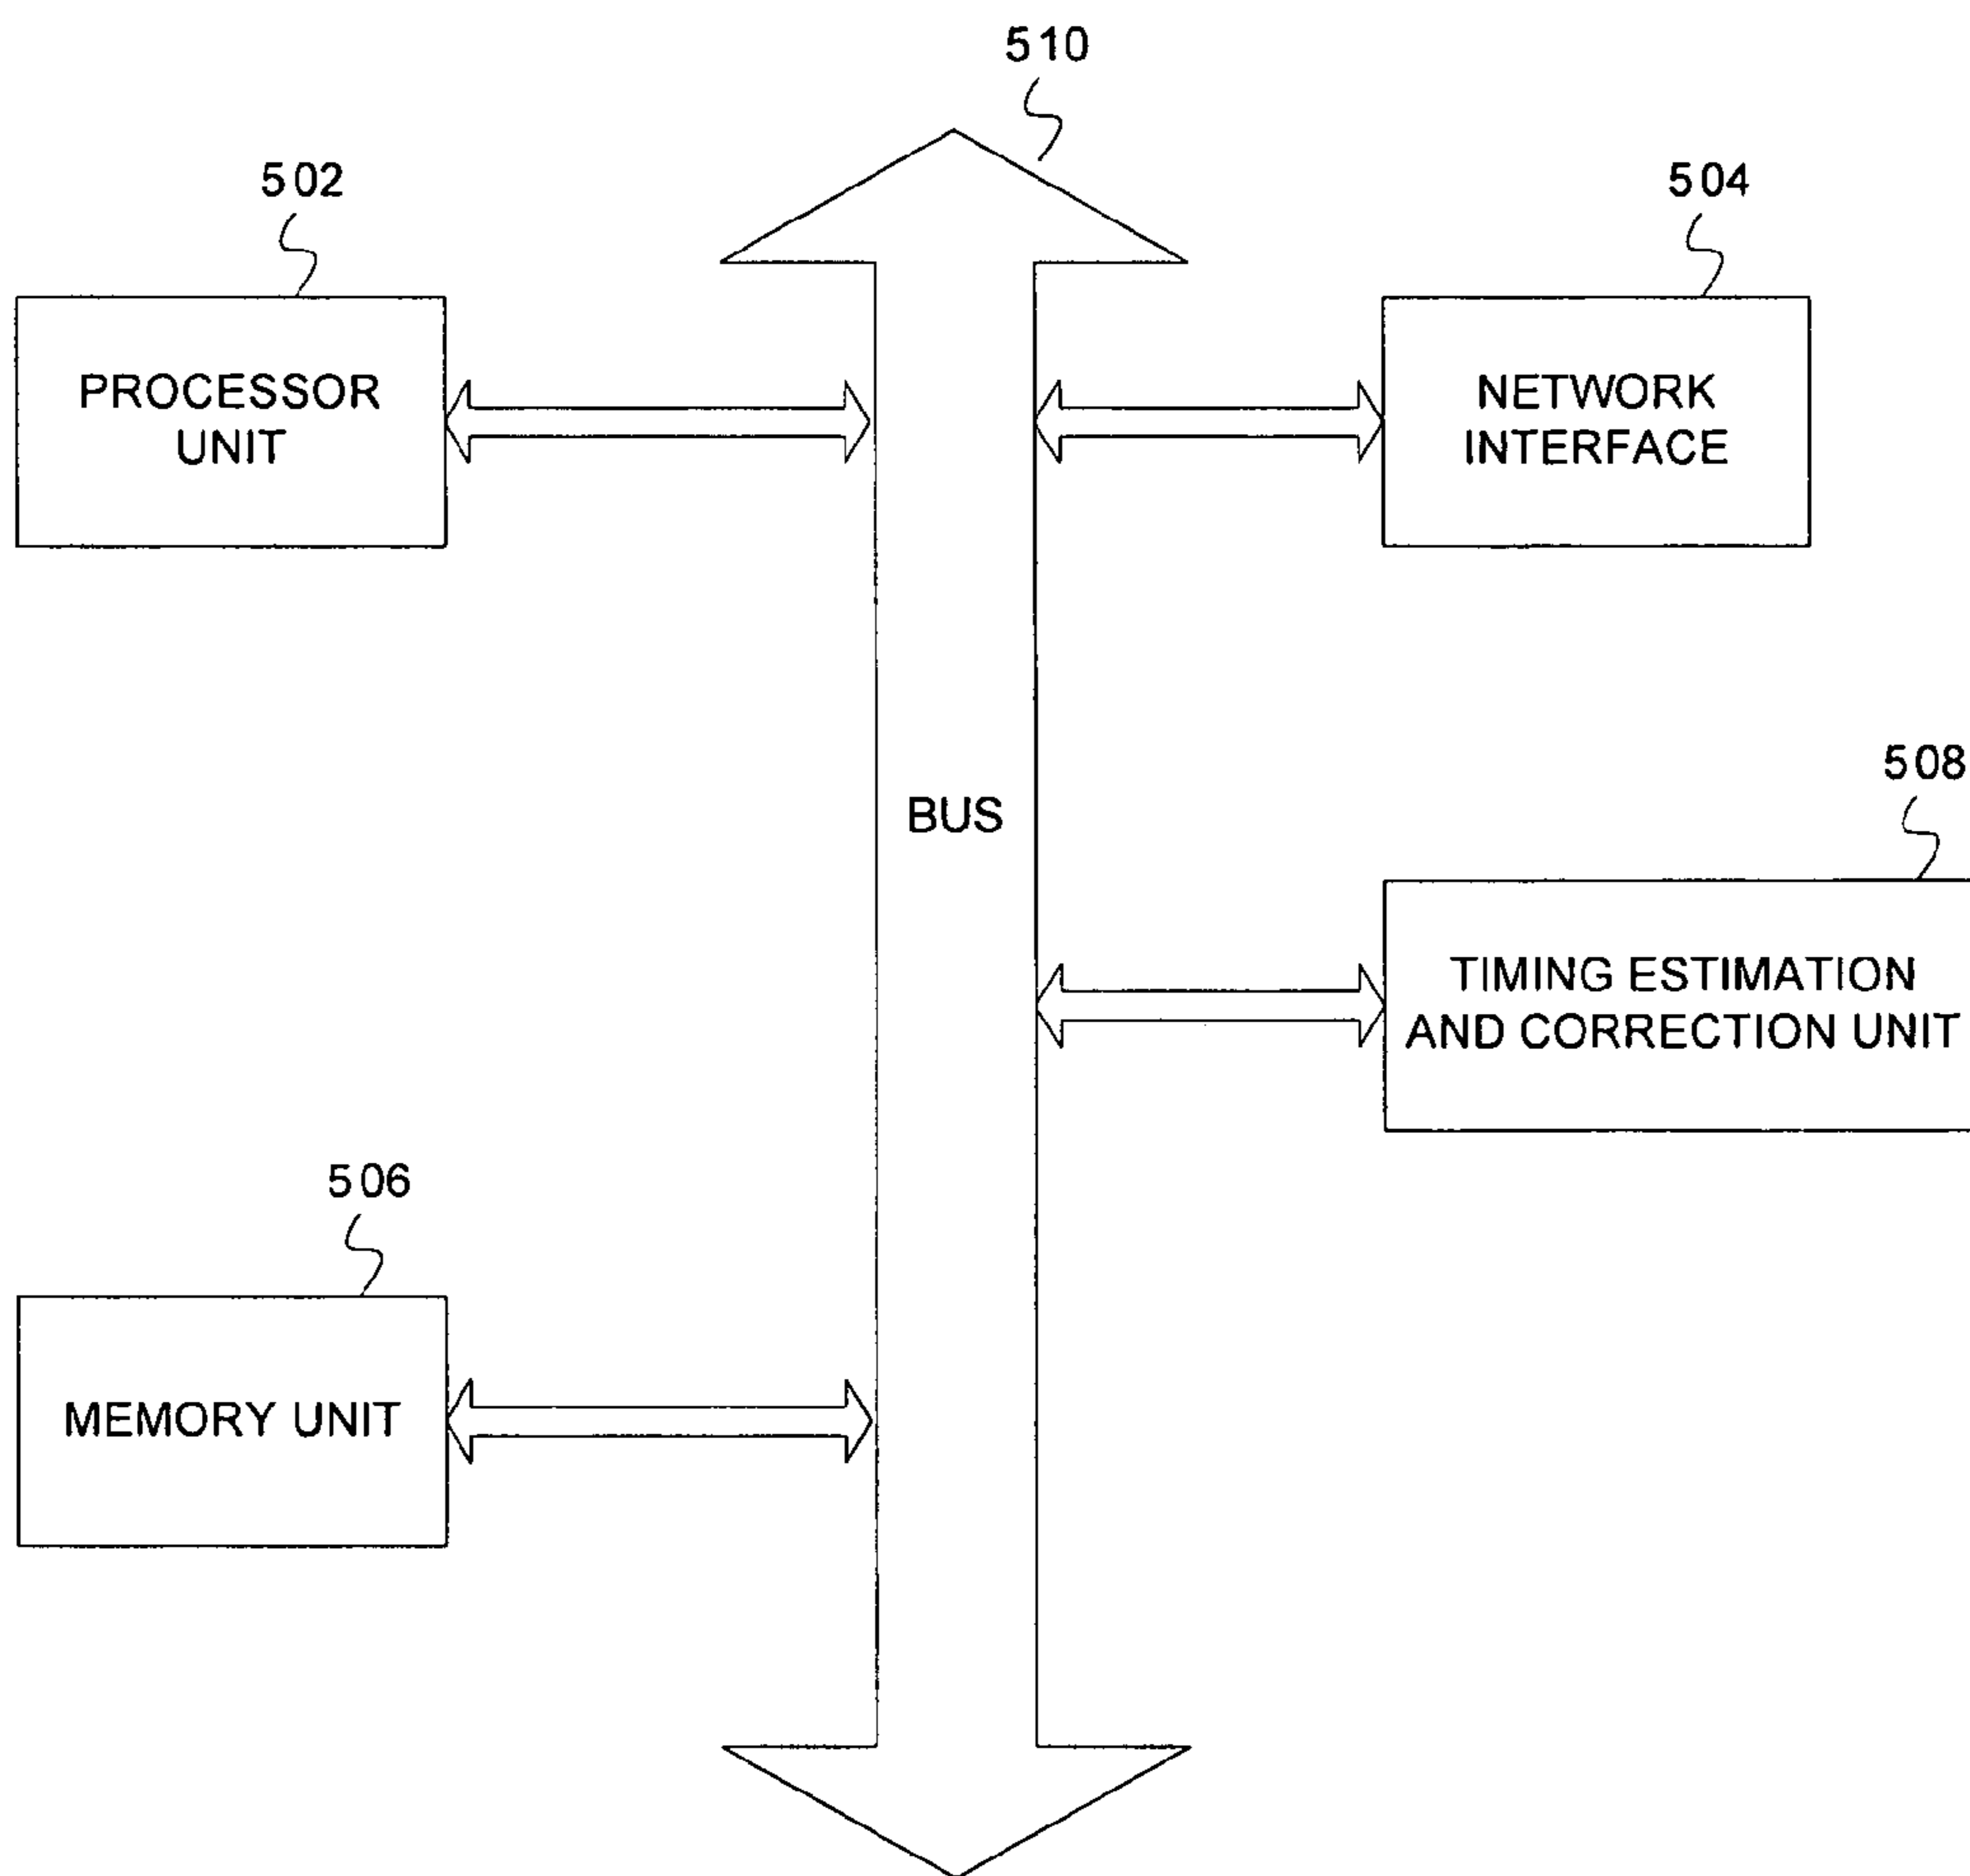 510
502
504
PROCESSOR
UNIT
NETWORK
INTERFACE
508
BUS
TIMING ESTIMATION
AND CORRECTION UNIT
506
MEMORY UNIT